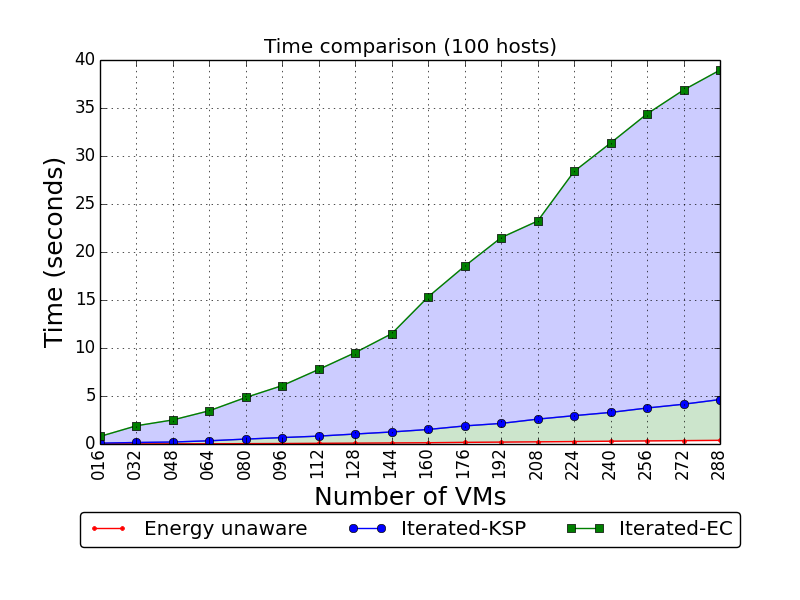 Time comparison (100 hosts)
40
35
30
25
20
15
10
5
0
Time (seconds)
016 032 048 064 080 096 112 128 144 160 176 192 208 224 240 256 272 288
Number of VMs
Energy unaware Iterated-KSP Iterated-EC